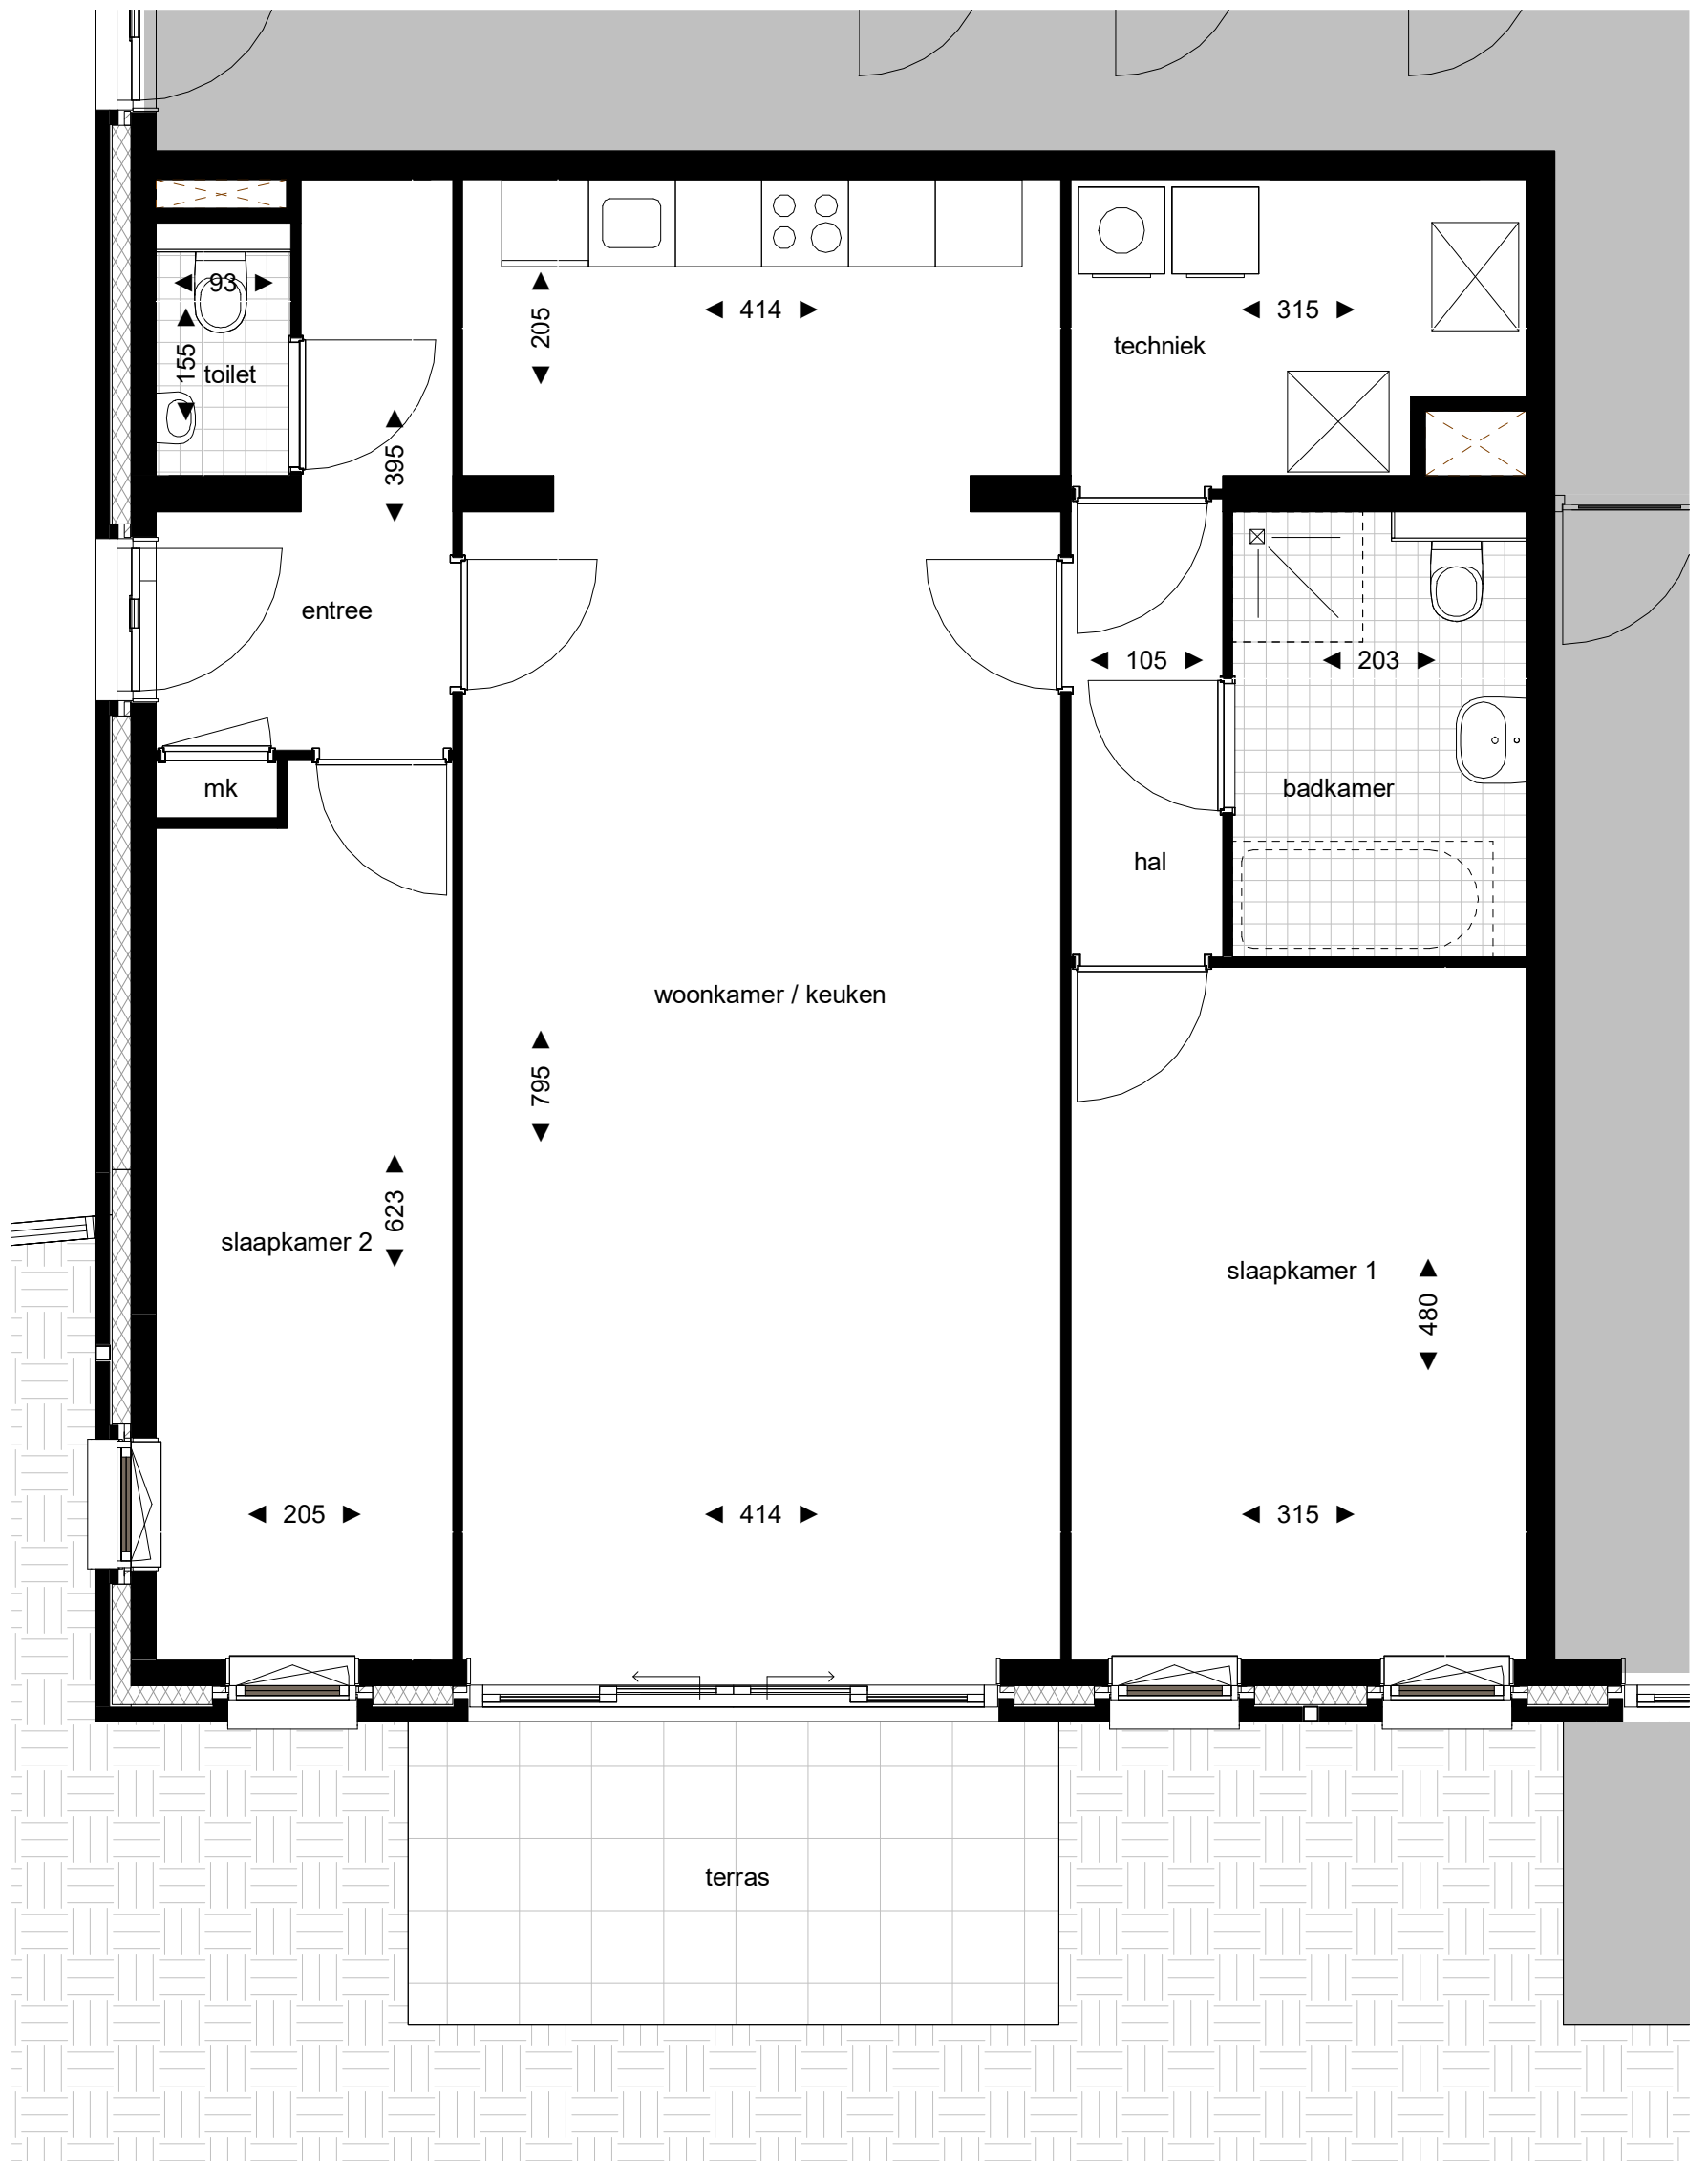 93
205
414
315
techniek
155
toilet
395
entree
105
203
mk
badkamer
hal
woonkamer / keuken
795
623
slaapkamer 2
slaapkamer 1
480
205
414
315
terras